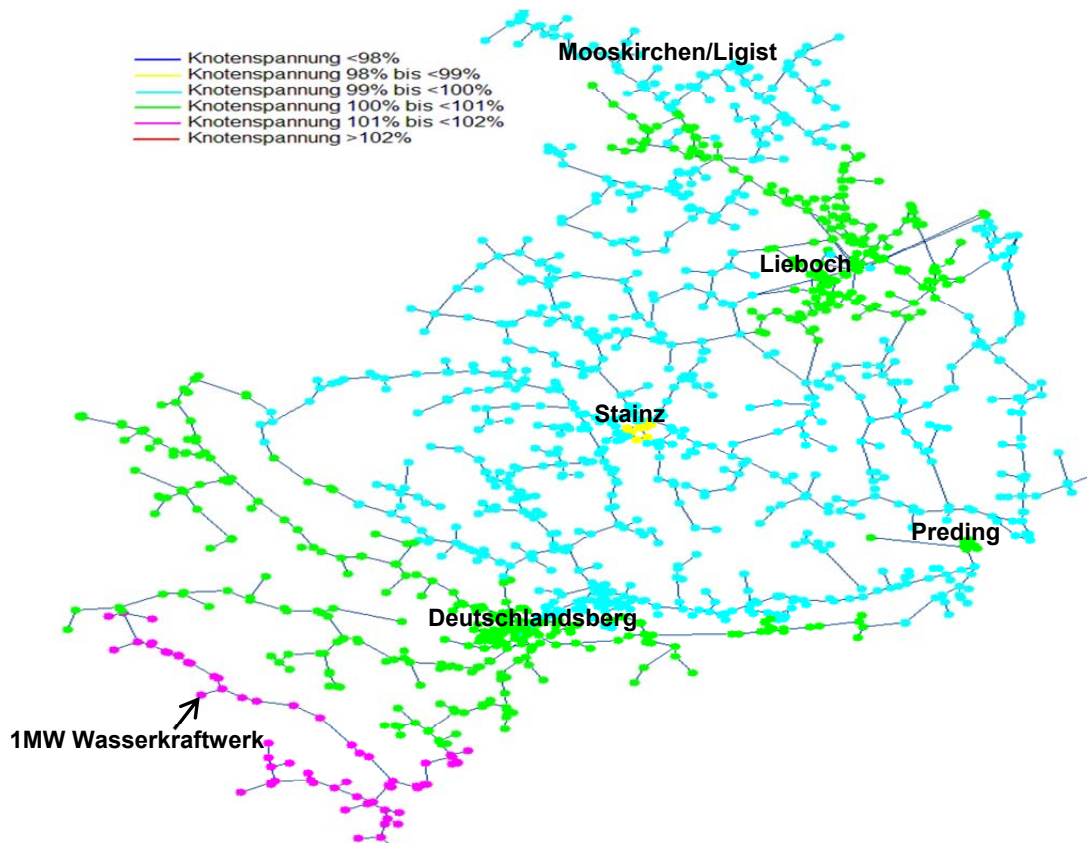 Mooskirchen/Ligist
Knotenspannung <98%
Knotenspannung 98% bis <99%
Knotenspannung 99% bis <100%
Knotenspannung 100% bis <101%
Knotenspannung 101% bis <102%
Knotenspannung >102%
Lieboch
Stainz
Preding
Deutschlandsberg
1MW Wasserkraftwerk